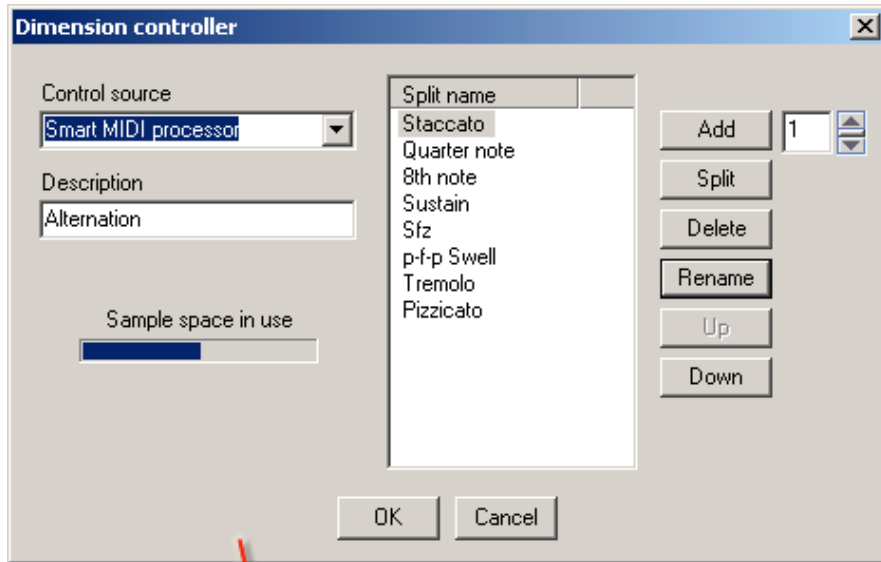 Dimension controller
Control source
Smart MIDI processor
Description
Alternation
Sample space in use
Split name
Staccato
Quarter note
8th note
Sustain
Sfz
p-f-p Swell
Tremolo
Pizzicato
Add
1
Split
Delete
Rename
Up
Down
OK
Cancel